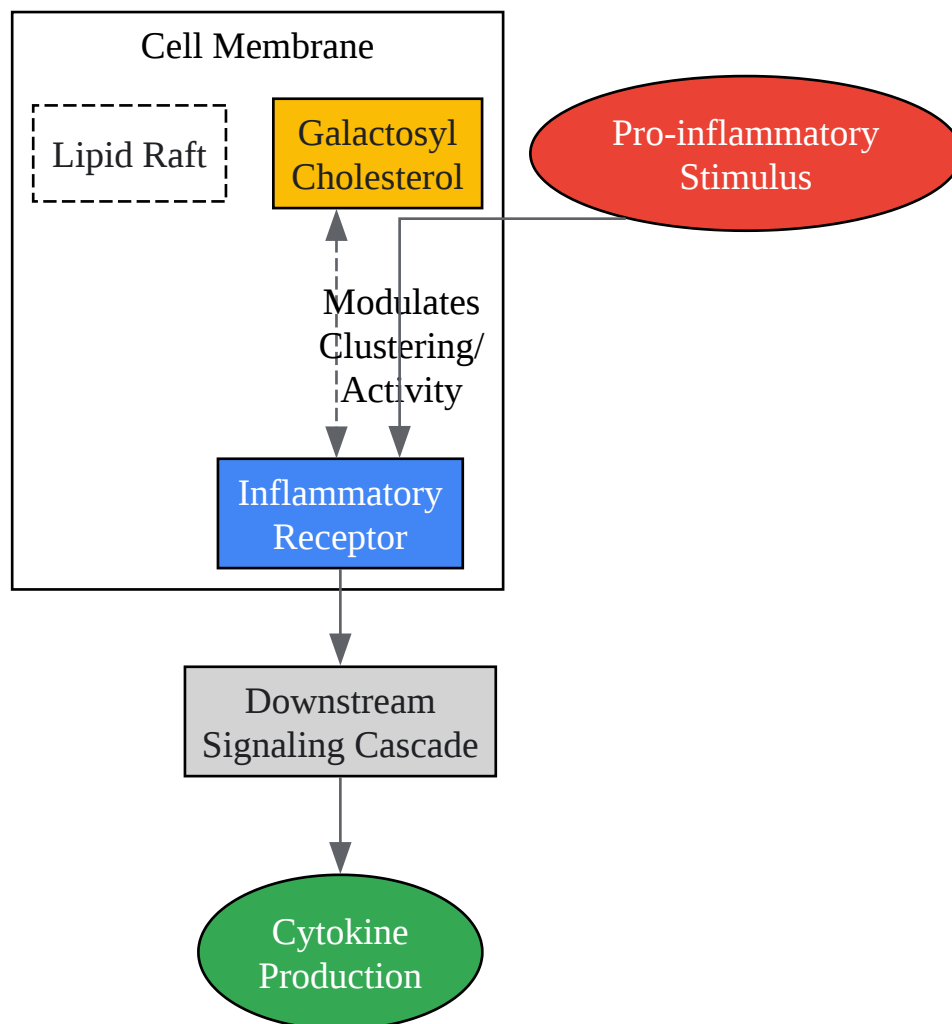 Cell Membrane
Lipid Raft
Galactosyl
Cholesterol
Pro-inflammatory
Stimulus
Modulates
Clustering/
Activity
Inflammatory
Receptor
Downstream
Signaling Cascade
Cytokine
Production